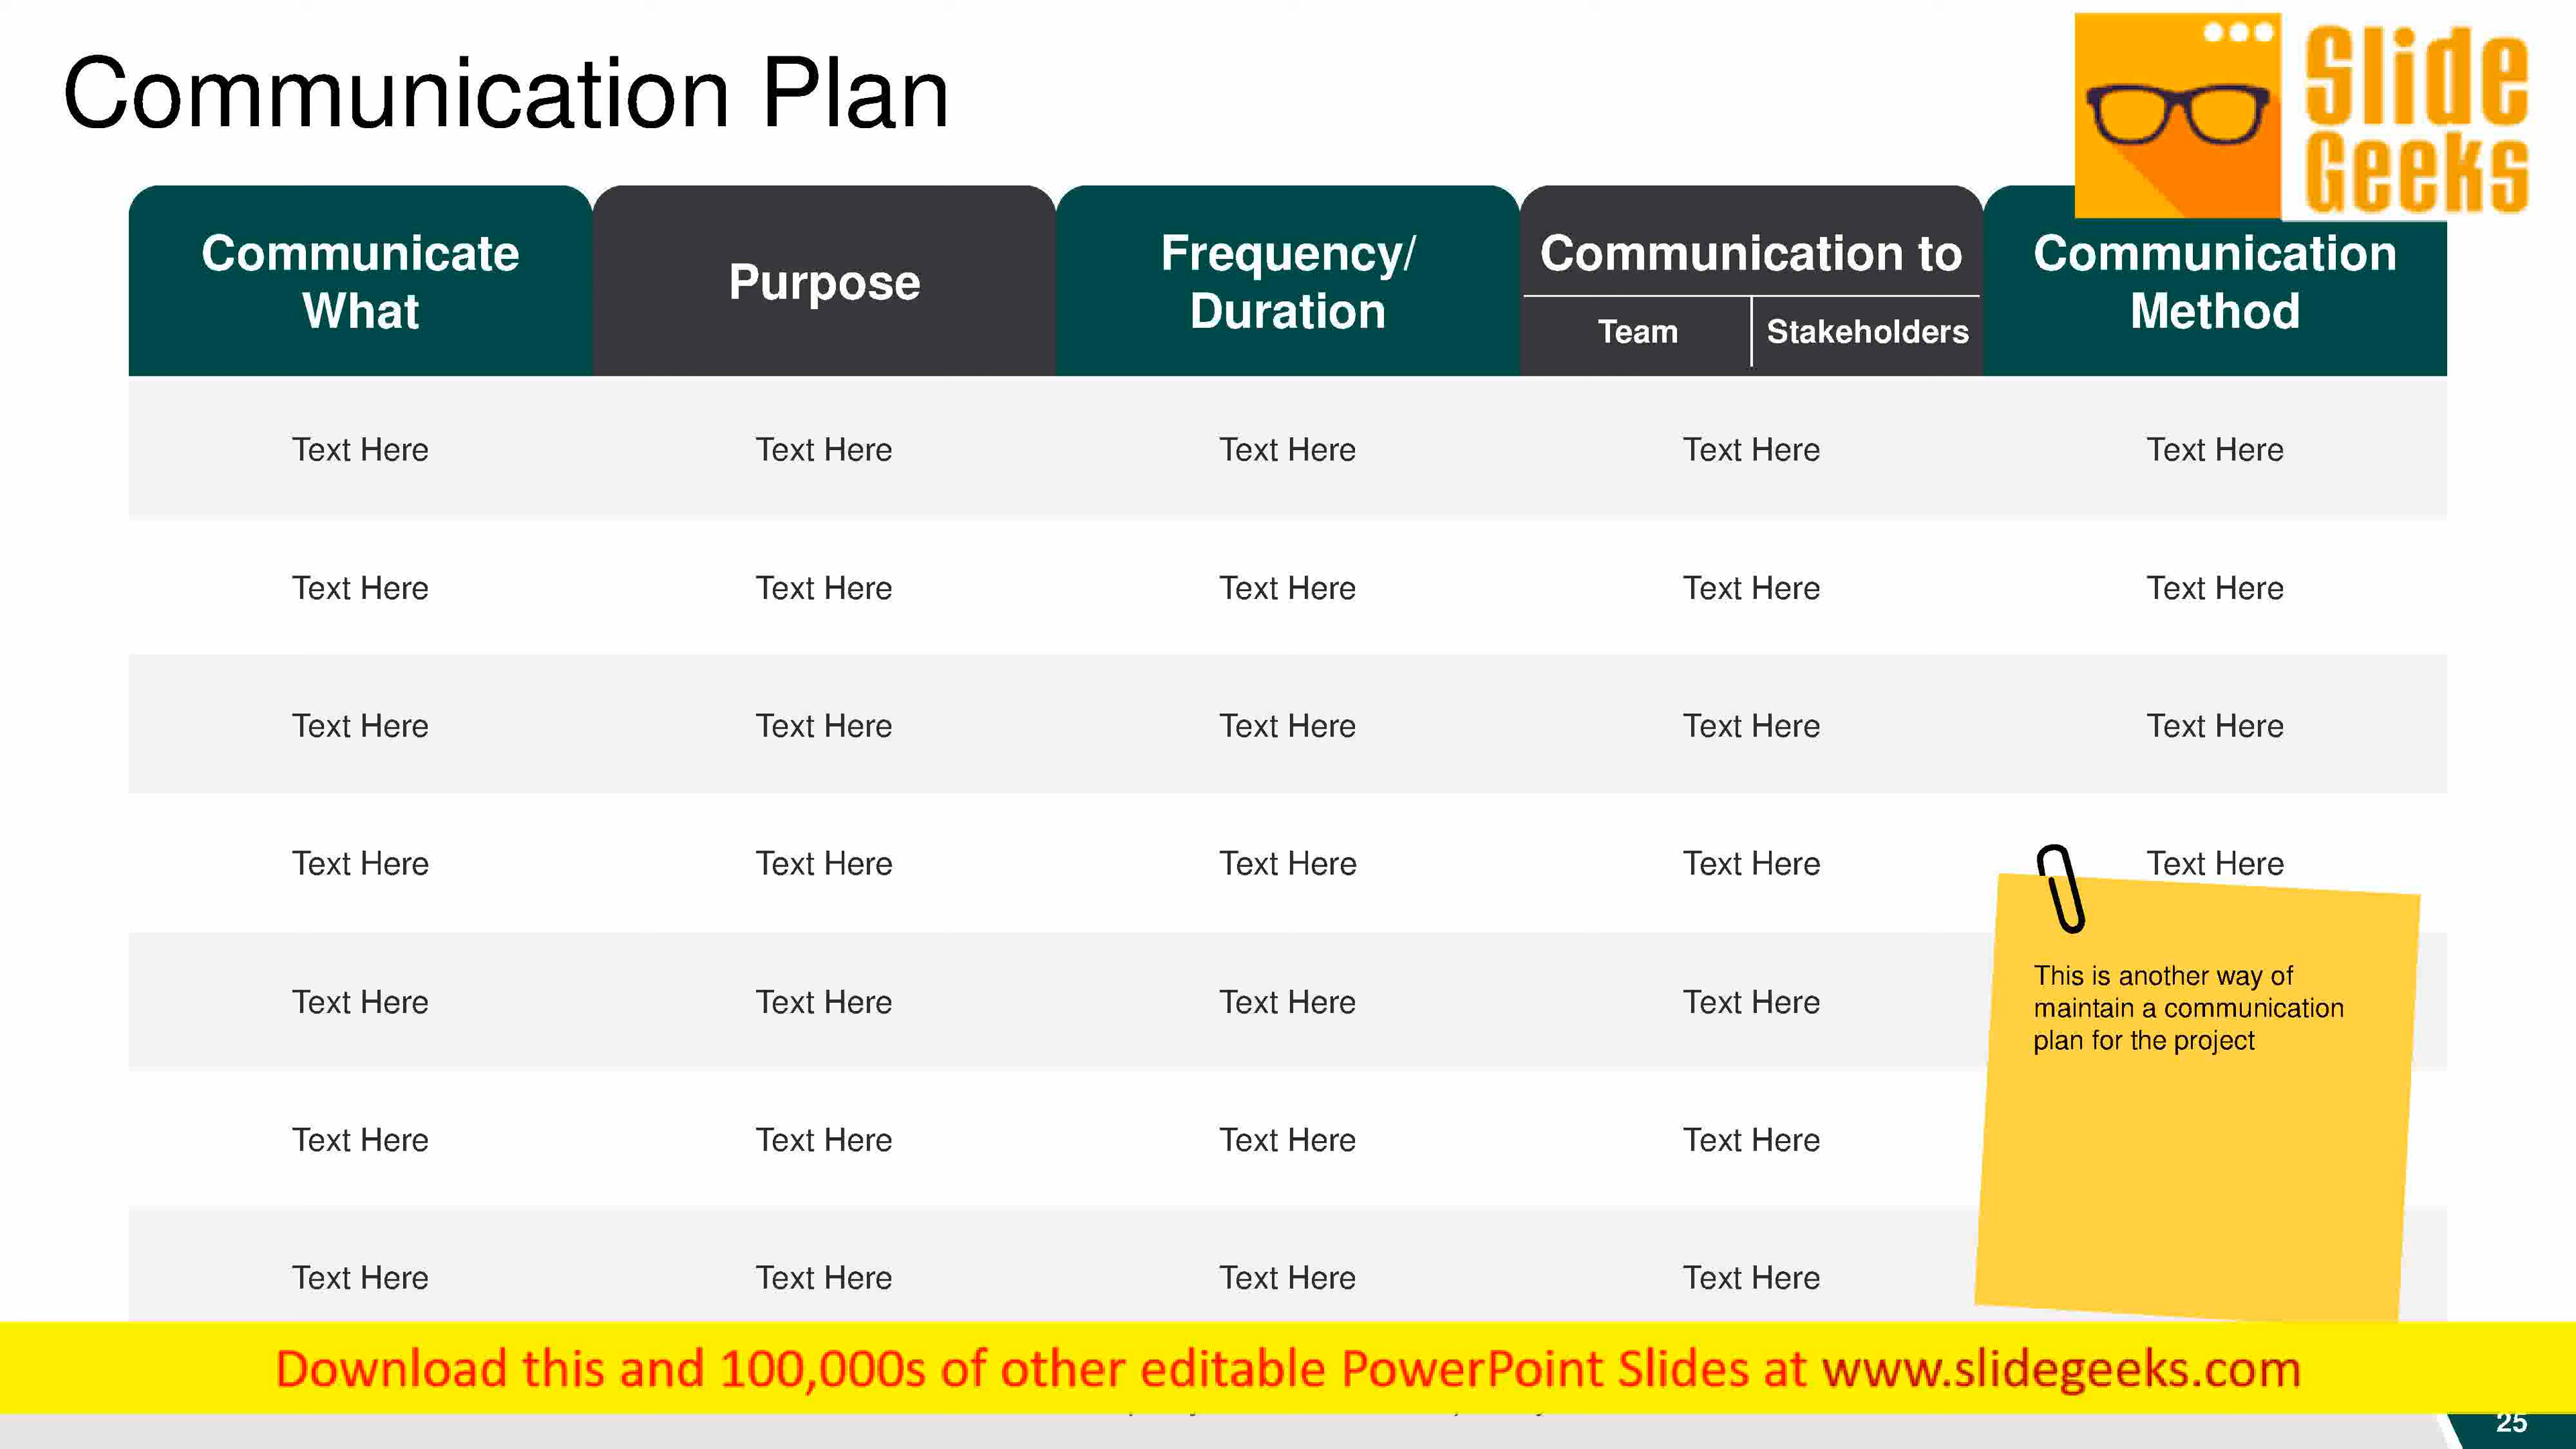 Communication Plan
Slide
Geeks
Communicate
What
Purpose
Frequency/
Duration
Communication to
Team
Stakeholders
Communication
Method
Text Here Text Here Text Here Text Here Text Here
Text Here Text Here Text Here Text Here Text Here
Text Here Text Here Text Here Text Here Text Here
Text Here Text Here Text Here Text Here Text Here
Text Here Text Here Text Here Text Here
This is another way of
maintain a communication
plan for the project
Text Here Text Here Text Here Text Here
Text Here Text Here Text Here Text Here
Download this and 100,000s of other editable PowerPoint Slides at www.slidegeeks.com
25